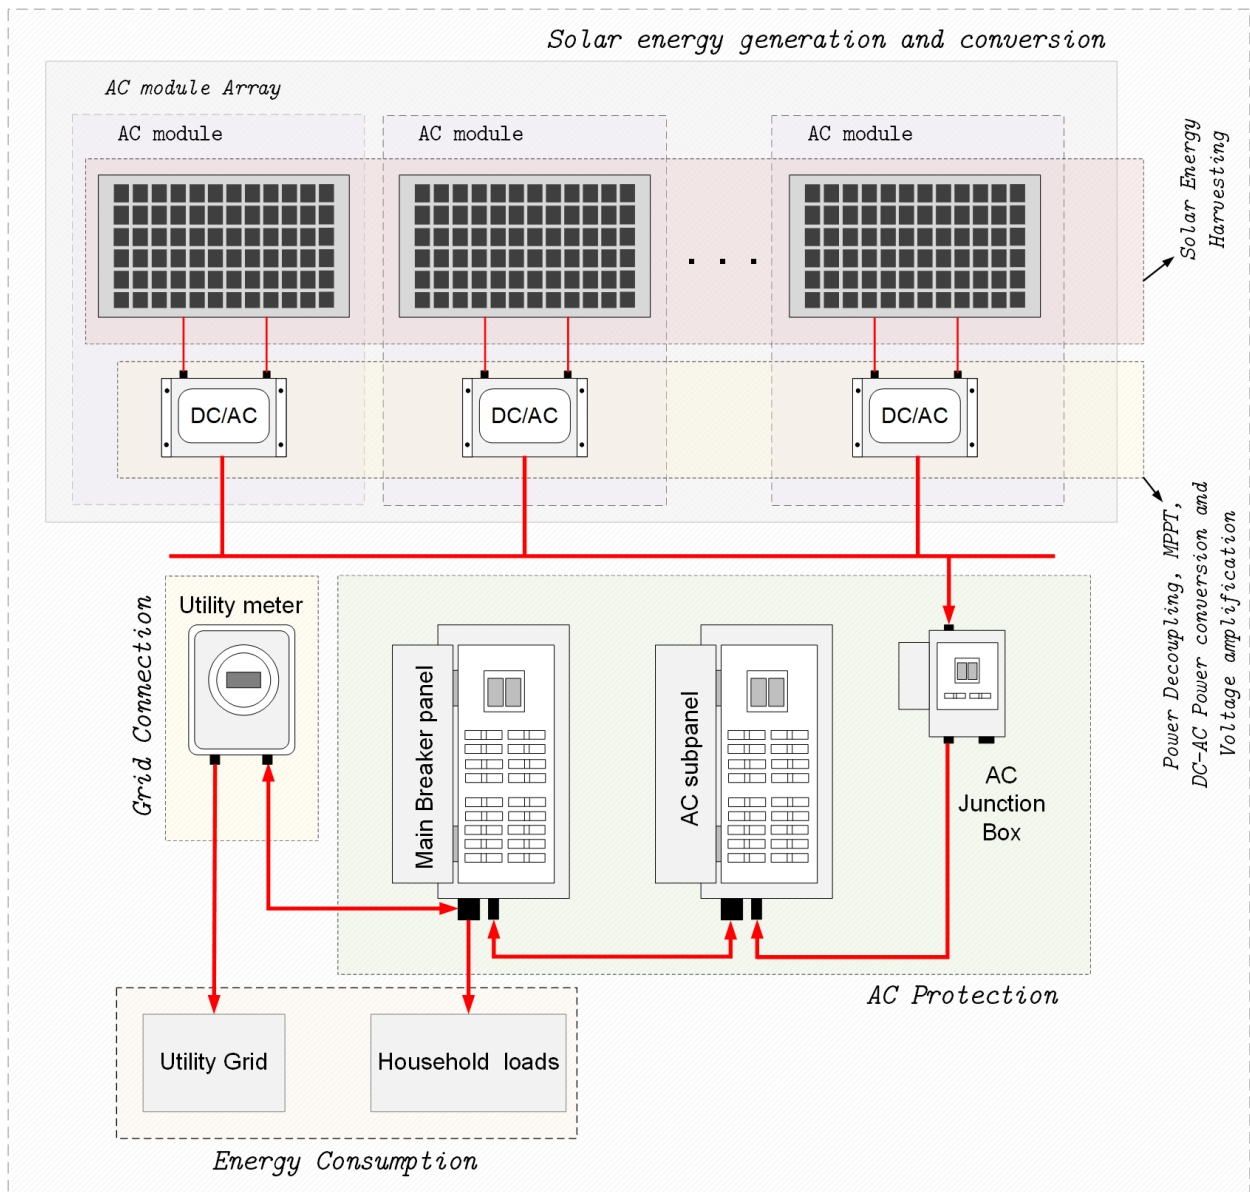 Solar energy generation and conversion
AC module Array
AC module
AC module
AC module
Solar Energy
Harvesting
. . .
DC/AC
DC/AC
DC/AC
Power Decoupling, MPPT,
DC-AC Power conversion and
Voltage amplification
Grid Connection
Utility meter
Main Breaker panel
AC subpanel
AC
Junction
Box
AC Protection
Utility Grid
Household loads
Energy Consumption